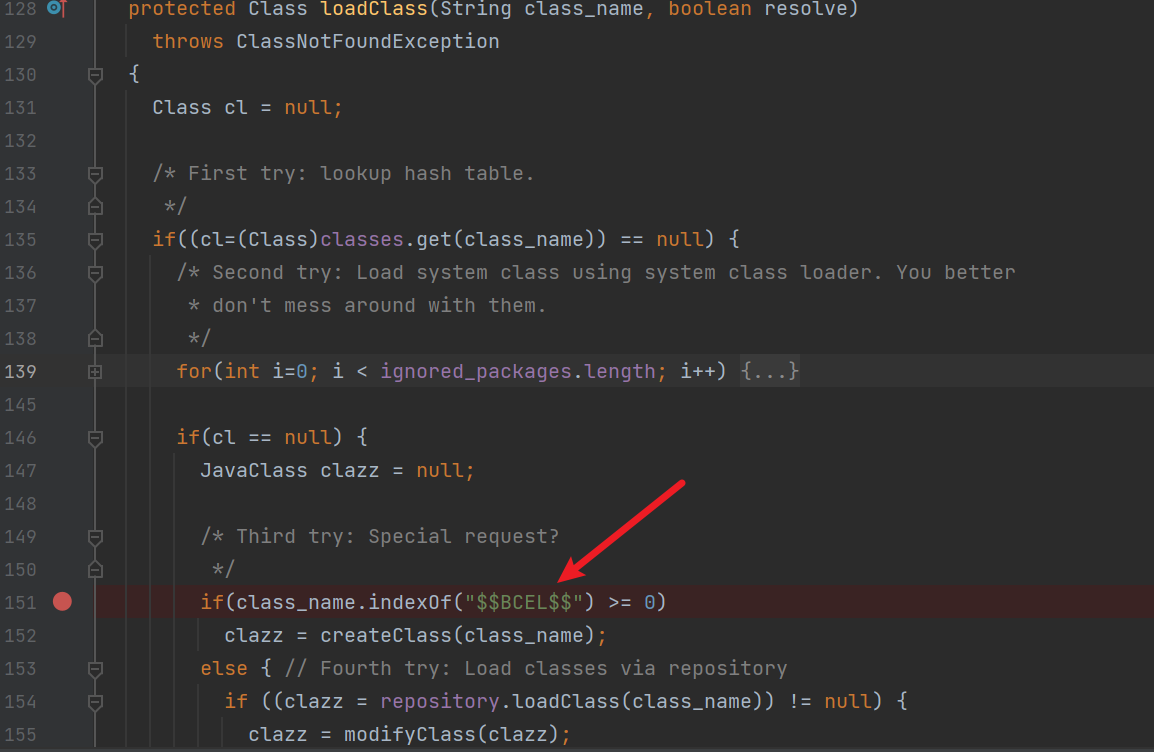 128 protected Class loadClass(String class_name, boolean resolve)
129 throws ClassNotFoundException
130 {
131 Class cl = null;
132
133 /* First try: lookup hash table.
134 */
135 if((cl=(Class)classes.get(class_name)) == null) {
136 /* Second try: Load system class using system class loader. You better
137 * don't mess around with them.
138 */
139 for(int i=0; i < ignored_packages.length; i++) {...}
145
146 if(cl == null) {
147 JavaClass clazz = null;
148
149 /* Third try: Special request?
150 */
151 if(class_name.indexOf("$$BCEL$$") >= 0)
152 clazz = createClass(class_name);
153 else { // Fourth try: Load classes via repository
154 if ((clazz = repository.loadClass(class_name)) != null) {
155 clazz = modifyClass(clazz);